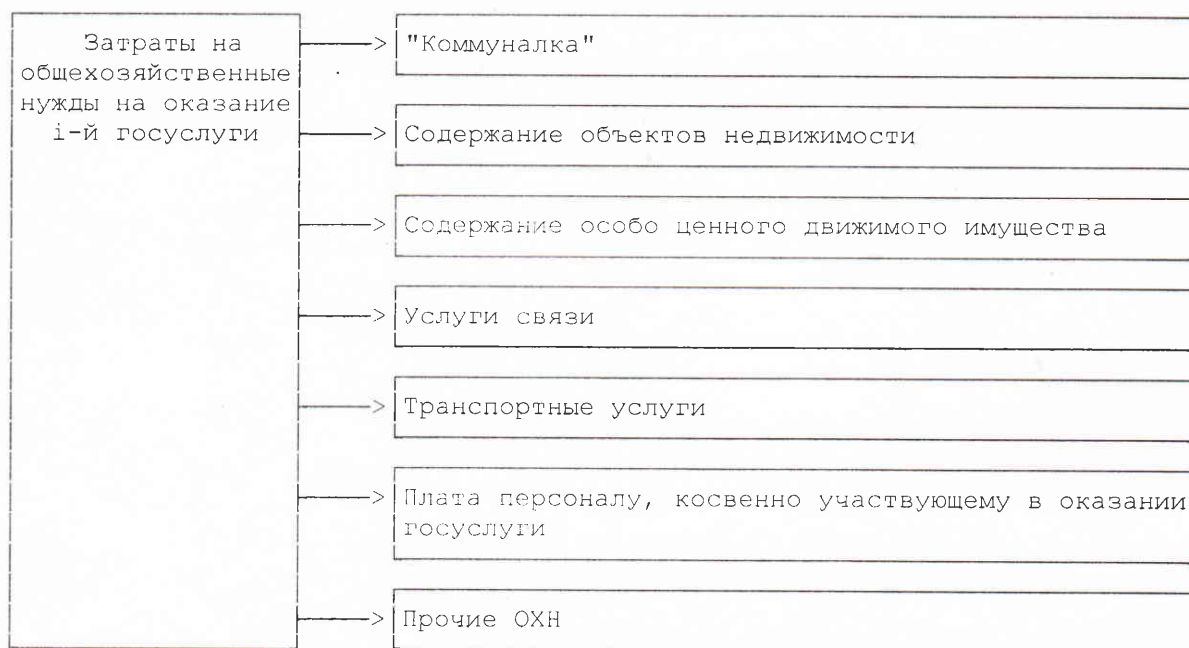 Затраты на
общехозяйственные
нужды на оказание
i-й госуслуги
"Коммуналка"
Содержание объектов недвижимости
Содержание особо ценного движимого имущества
Услуги связи
Транспортные услуги
Плата персоналу, косвенно участвующему в оказании
госуслуги
Прочие ОХН